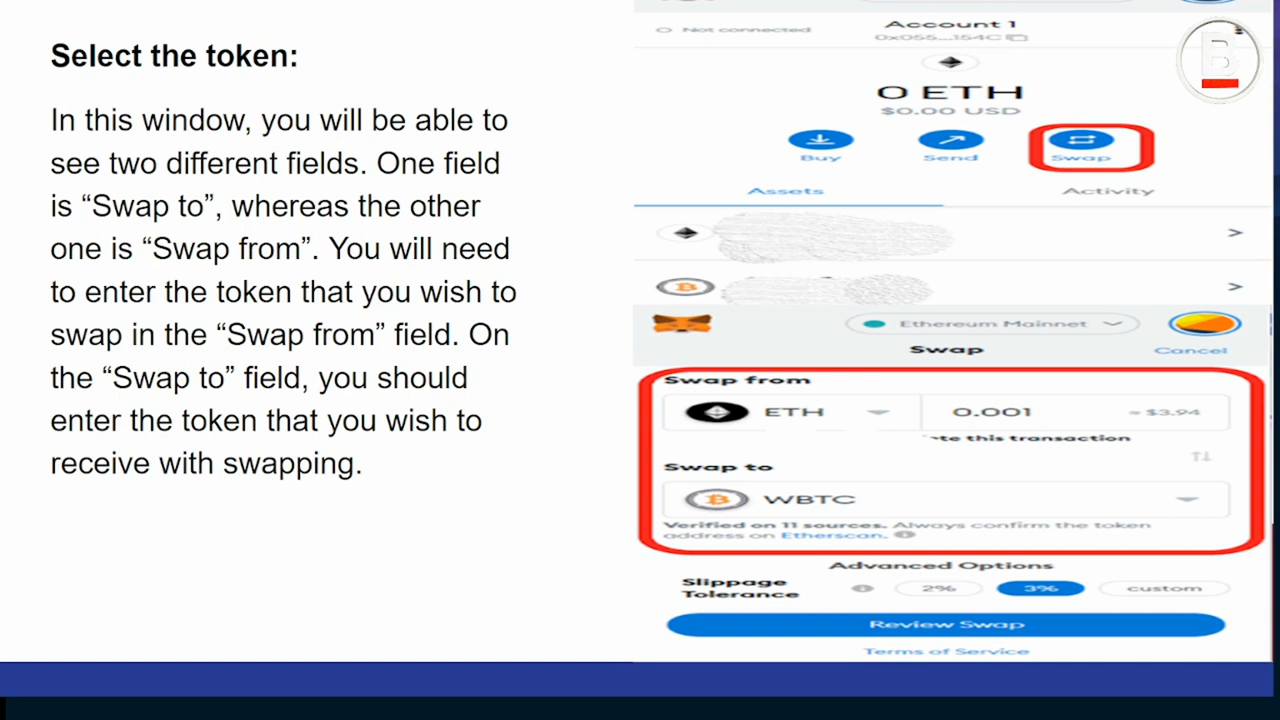 Select the token:
In this window, you will be able to
see two different fields. One field
is “Swap to”, whereas the other
one is “Swap from”. You will need
to enter the token that you wish to
swap in the “Swap from” field. On
the “Swap to” field, you should
enter the token that you wish to
receive with swapping.
B
Account 1
Not connected
0x055...154C
0 ETH
$0.00 USD
Buy Send Swap
Assets Activity
Ethereum Mainnet
Swap Cancel
Swap from
ETH 0.001 ≈ $3.94
this transaction
Swap to
WBTC
Verified on 11 sources. Always confirm the token
address on Etherscan.
Advanced Options
Slippage
Tolerance 2% 3% custom
Review Swap
Terms of Service